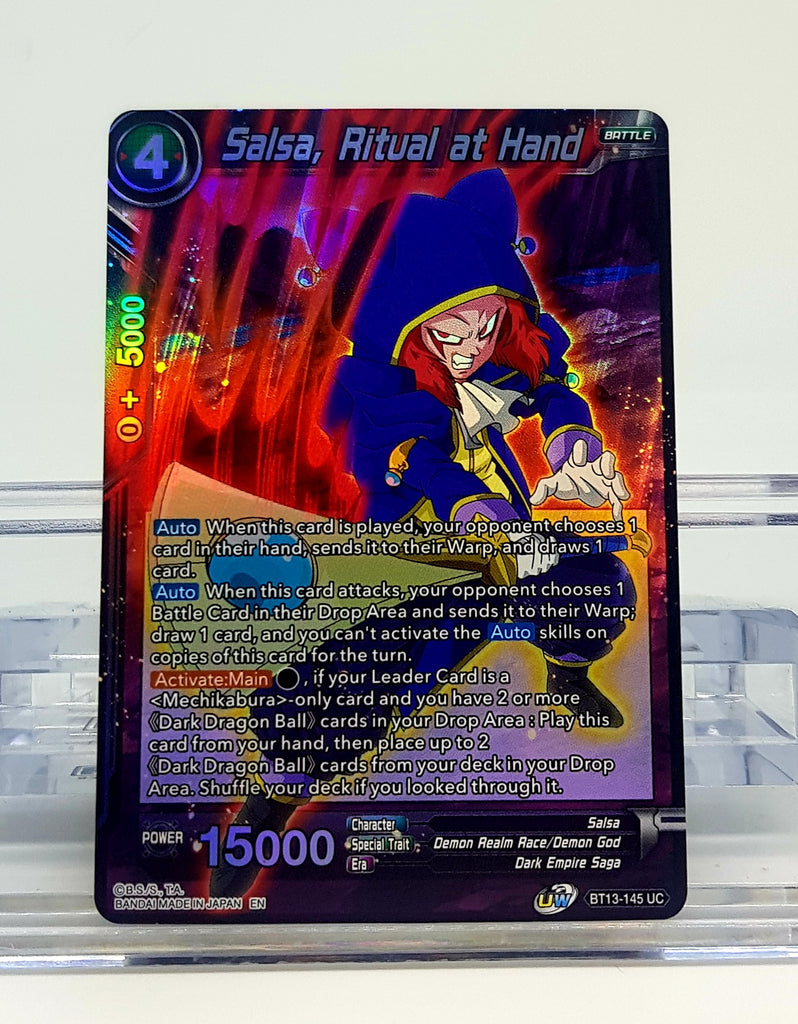 4
Salsa, Ritual at Hand
BATTLE
0+ 5000
Auto When this card is played, your opponent chooses 1
card in their hand, sends it to their Warp, and draws 1
card.
Auto When this card attacks, your opponent chooses 1
Battle Card in their Drop Area and sends it to their Warp;
draw 1 card, and you can't activate the Auto skills on
copies of this card for the turn.
Activate:Main , if your Leader Card is a
<Mechikabura>-only card and you have 2 or more
《Dark Dragon Ball》 cards in your Drop Area : Play this
card from your hand, then place up to 2
《Dark Dragon Ball》 cards from your deck in your Drop
Area. Shuffle your deck if you looked through it.
POWER 15000
Character Salsa
Special Trait Demon Realm Race/Demon God
Era Dark Empire Saga
©B.S./S., T.A.
BANDAI MADE IN JAPAN EN
UW BT13-145 UC